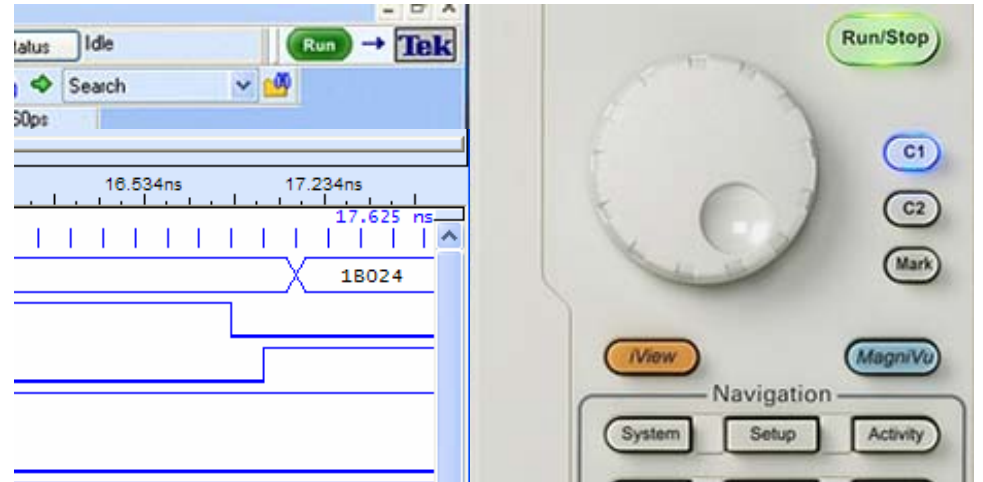 tatus Idle
Run → Tek
Search
50ps
16.534ns 17.234ns
17.625 ns
1B024
Run/Stop
C1
C2
Mark
iView
MagniVu
Navigation
System Setup Activity